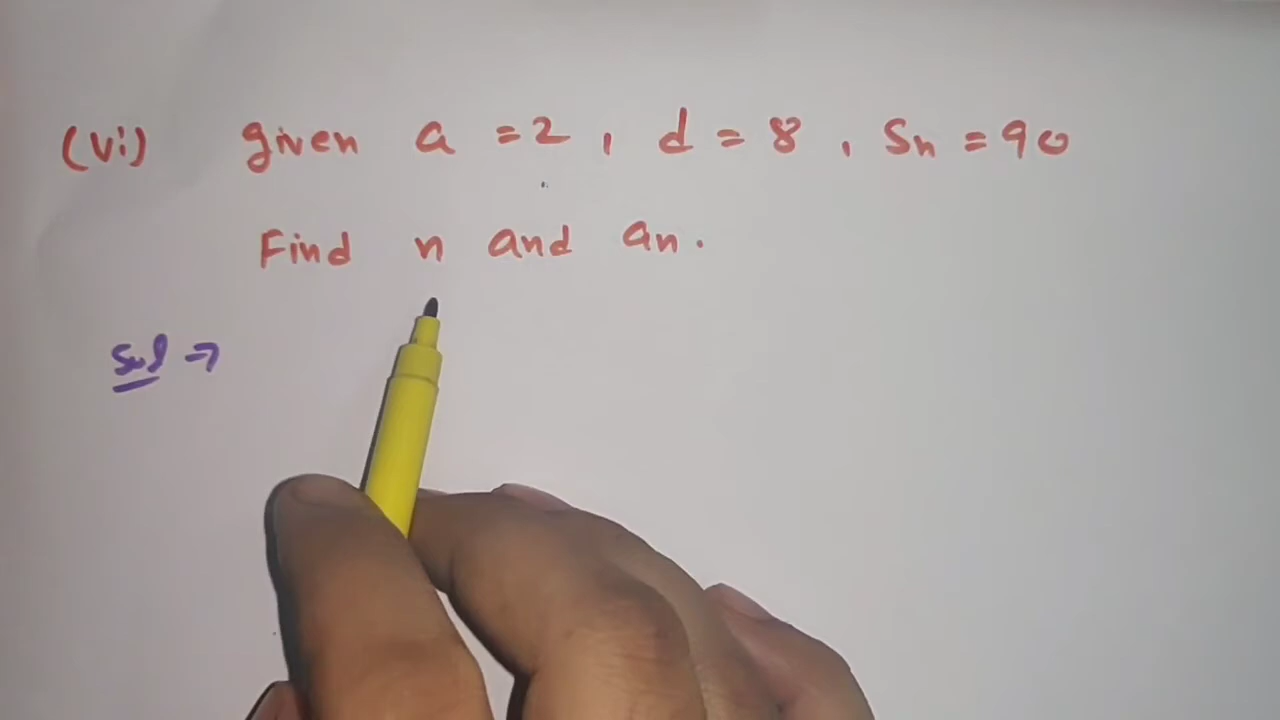 (vi) given a = 2, d = 8, Sn = 90
Find n and an.
Sol ⇒